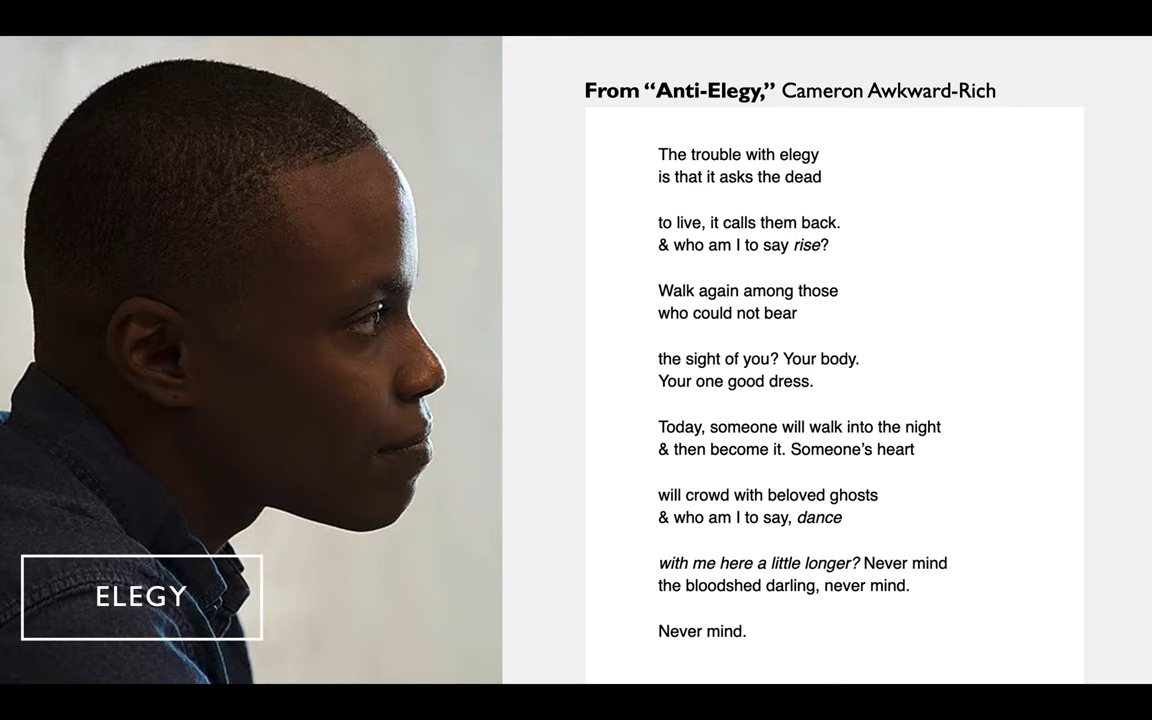 From “Anti-Elegy,” Cameron Awkward-Rich
The trouble with elegy
is that it asks the dead
to live, it calls them back.
& who am I to say rise?
Walk again among those
who could not bear
the sight of you? Your body.
Your one good dress.
Today, someone will walk into the night
& then become it. Someone’s heart
will crowd with beloved ghosts
& who am I to say, dance
with me here a little longer? Never mind
the bloodshed darling, never mind.
Never mind.
ELEGY